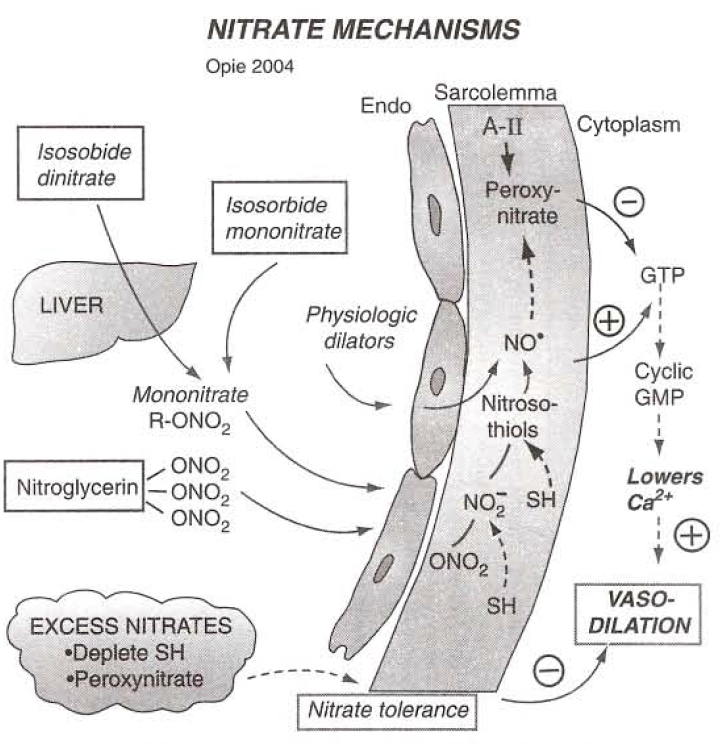 NITRATE MECHANISMS
Opie 2004
Sarcolemma
Endo
A-II
Cytoplasm
Isosobide
dinitrate
Isosorbide
mononitrate
Peroxy-
nitrate
−
GTP
LIVER
Physiologic
dilators
+
NO•
Cyclic
GMP
Mononitrate
R-ONO₂
Nitroso-
thiols
Nitroglycerin
ONO₂
ONO₂
ONO₂
NO₂⁻
SH
Lowers
Ca²⁺
+
ONO₂
SH
VASO-
DILATION
EXCESS NITRATES
•Deplete SH
•Peroxynitrate
−
Nitrate tolerance